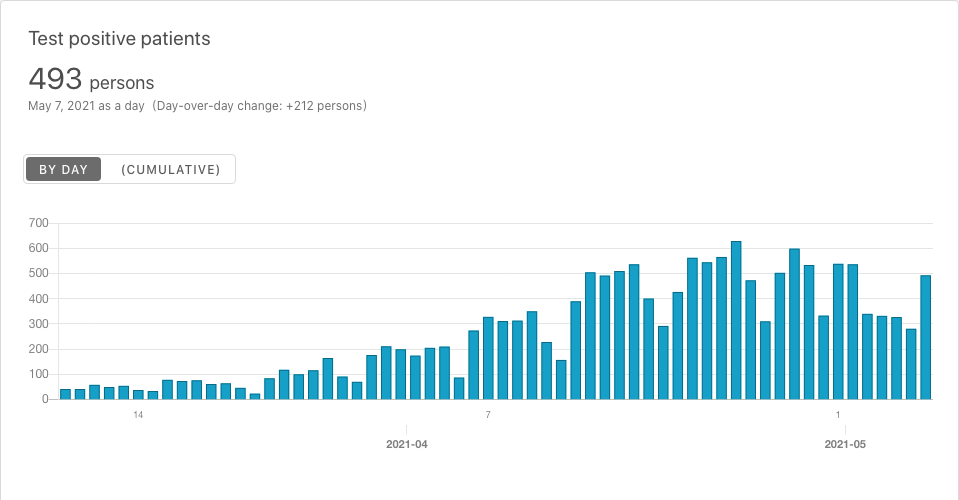 Test positive patients
493 persons
May 7, 2021 as a day (Day-over-day change: +212 persons)
BY DAY (CUMULATIVE)
700
600
500
400
300
200
100
0
14 7 1
2021-04 2021-05